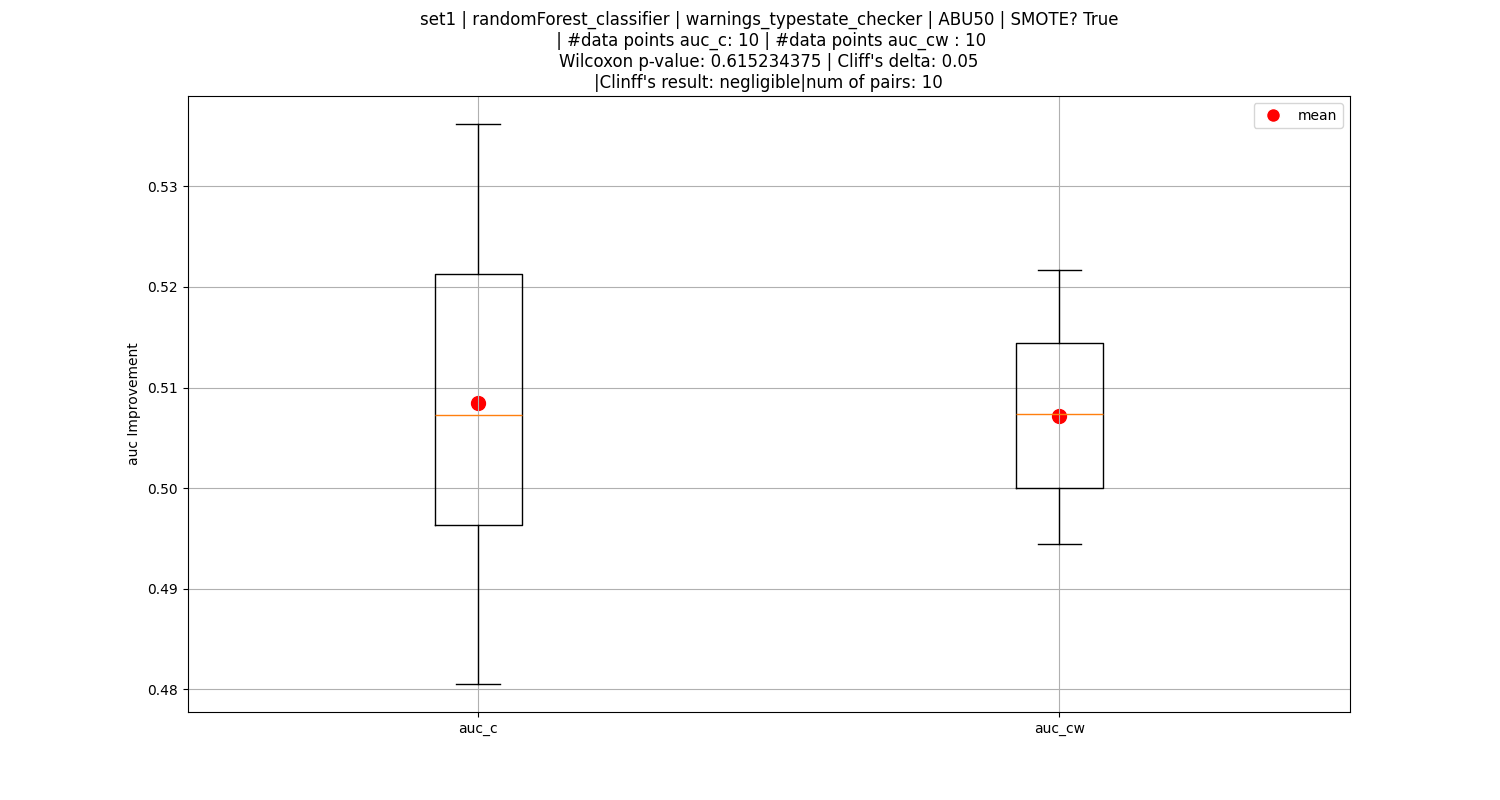 set1 | randomForest_classifier | warnings_typestate_checker | ABU50 | SMOTE? True
| #data points auc_c: 10 | #data points auc_cw : 10
Wilcoxon p-value: 0.615234375 | Cliff's delta: 0.05
|Clinff's result: negligible|num of pairs: 10
mean
0.53
0.52
0.51
0.50
0.49
0.48
auc Improvement
auc_c
auc_cw